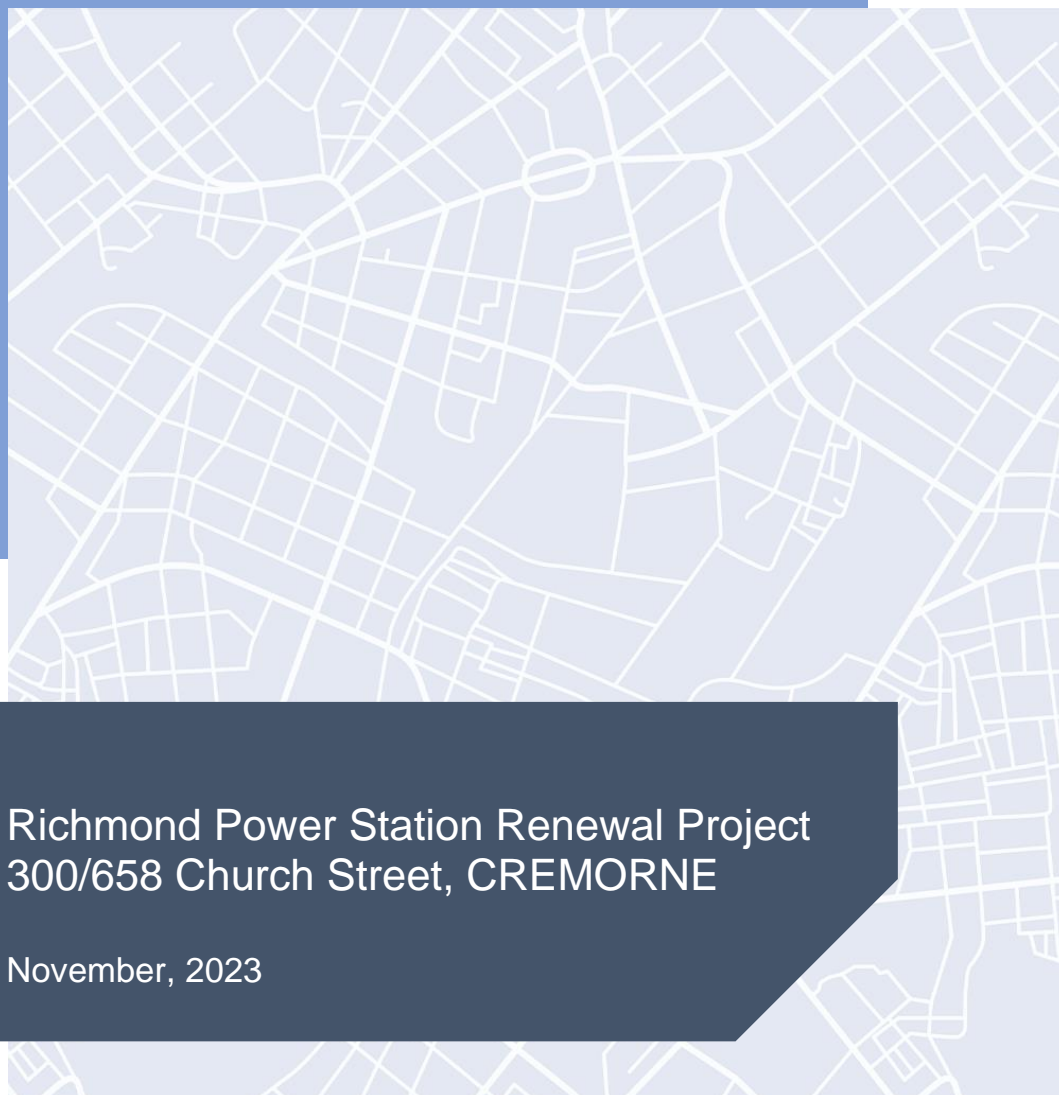 Richmond Power Station Renewal Project
300/658 Church Street, CREMORNE
November, 2023